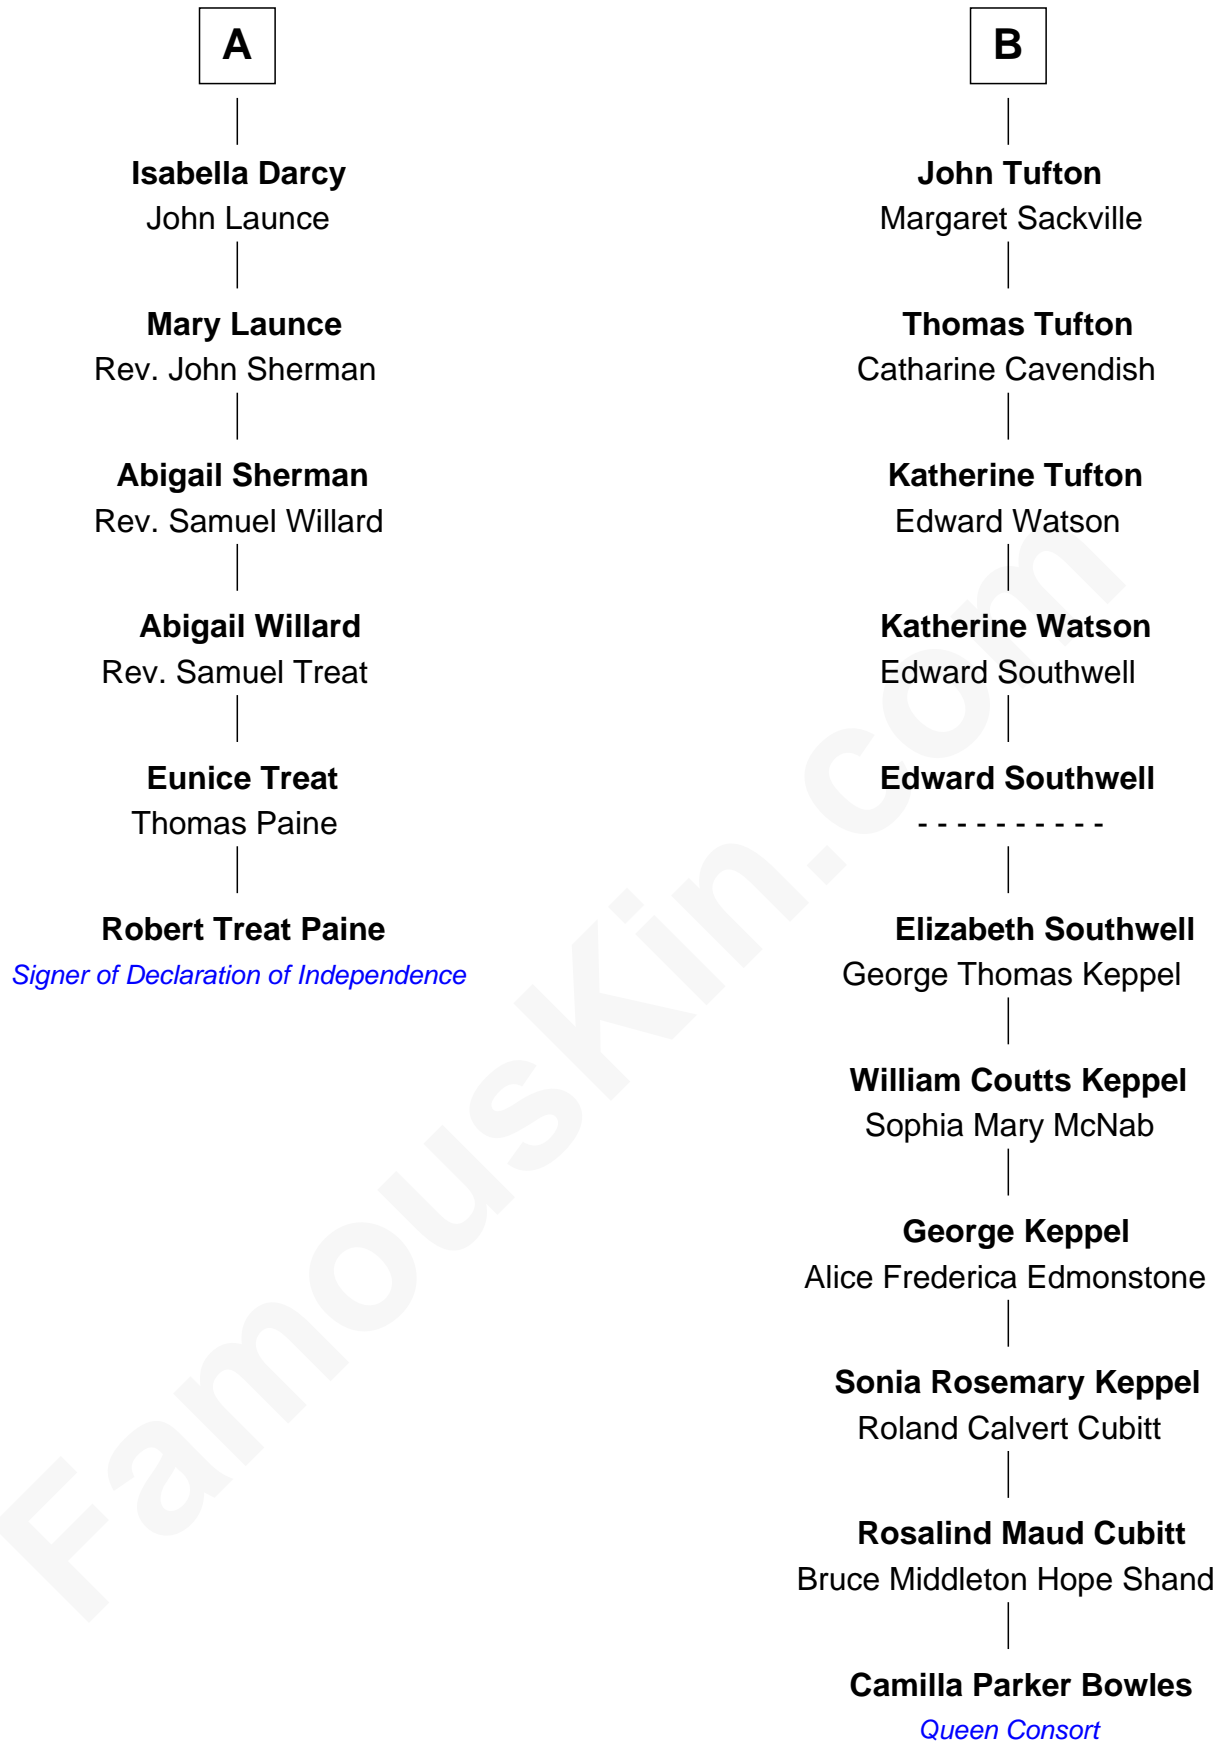 A
Isabella Darcy
John Launce
Mary Launce
Rev. John Sherman
Abigail Sherman
Rev. Samuel Willard
Abigail Willard
Rev. Samuel Treat
Eunice Treat
Thomas Paine
Robert Treat Paine
Signer of Declaration of Independence
B
John Tufton
Margaret Sackville
Thomas Tufton
Catharine Cavendish
Katherine Tufton
Edward Watson
Katherine Watson
Edward Southwell
Edward Southwell
- - - - - - - - - -
Elizabeth Southwell
George Thomas Keppel
William Coutts Keppel
Sophia Mary McNab
George Keppel
Alice Frederica Edmonstone
Sonia Rosemary Keppel
Roland Calvert Cubitt
Rosalind Maud Cubitt
Bruce Middleton Hope Shand
Camilla Parker Bowles
Queen Consort
FamousKin.com